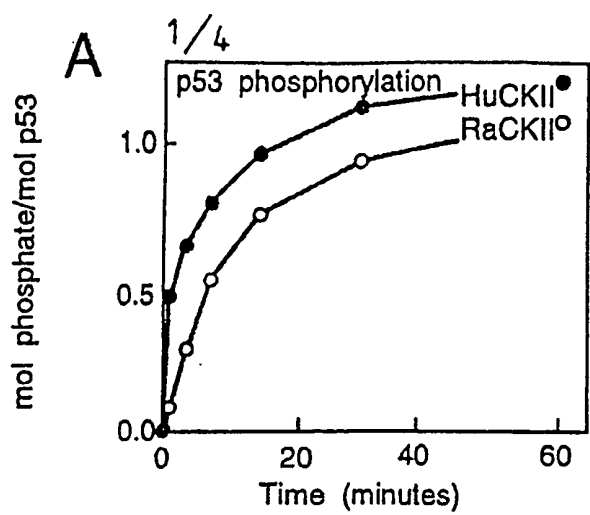 1/4
A
p53 phosphorylation
HuCKII
RaCKII
mol phosphate/mol p53
1.0
0.5
0.0
0 20 40 60
Time (minutes)